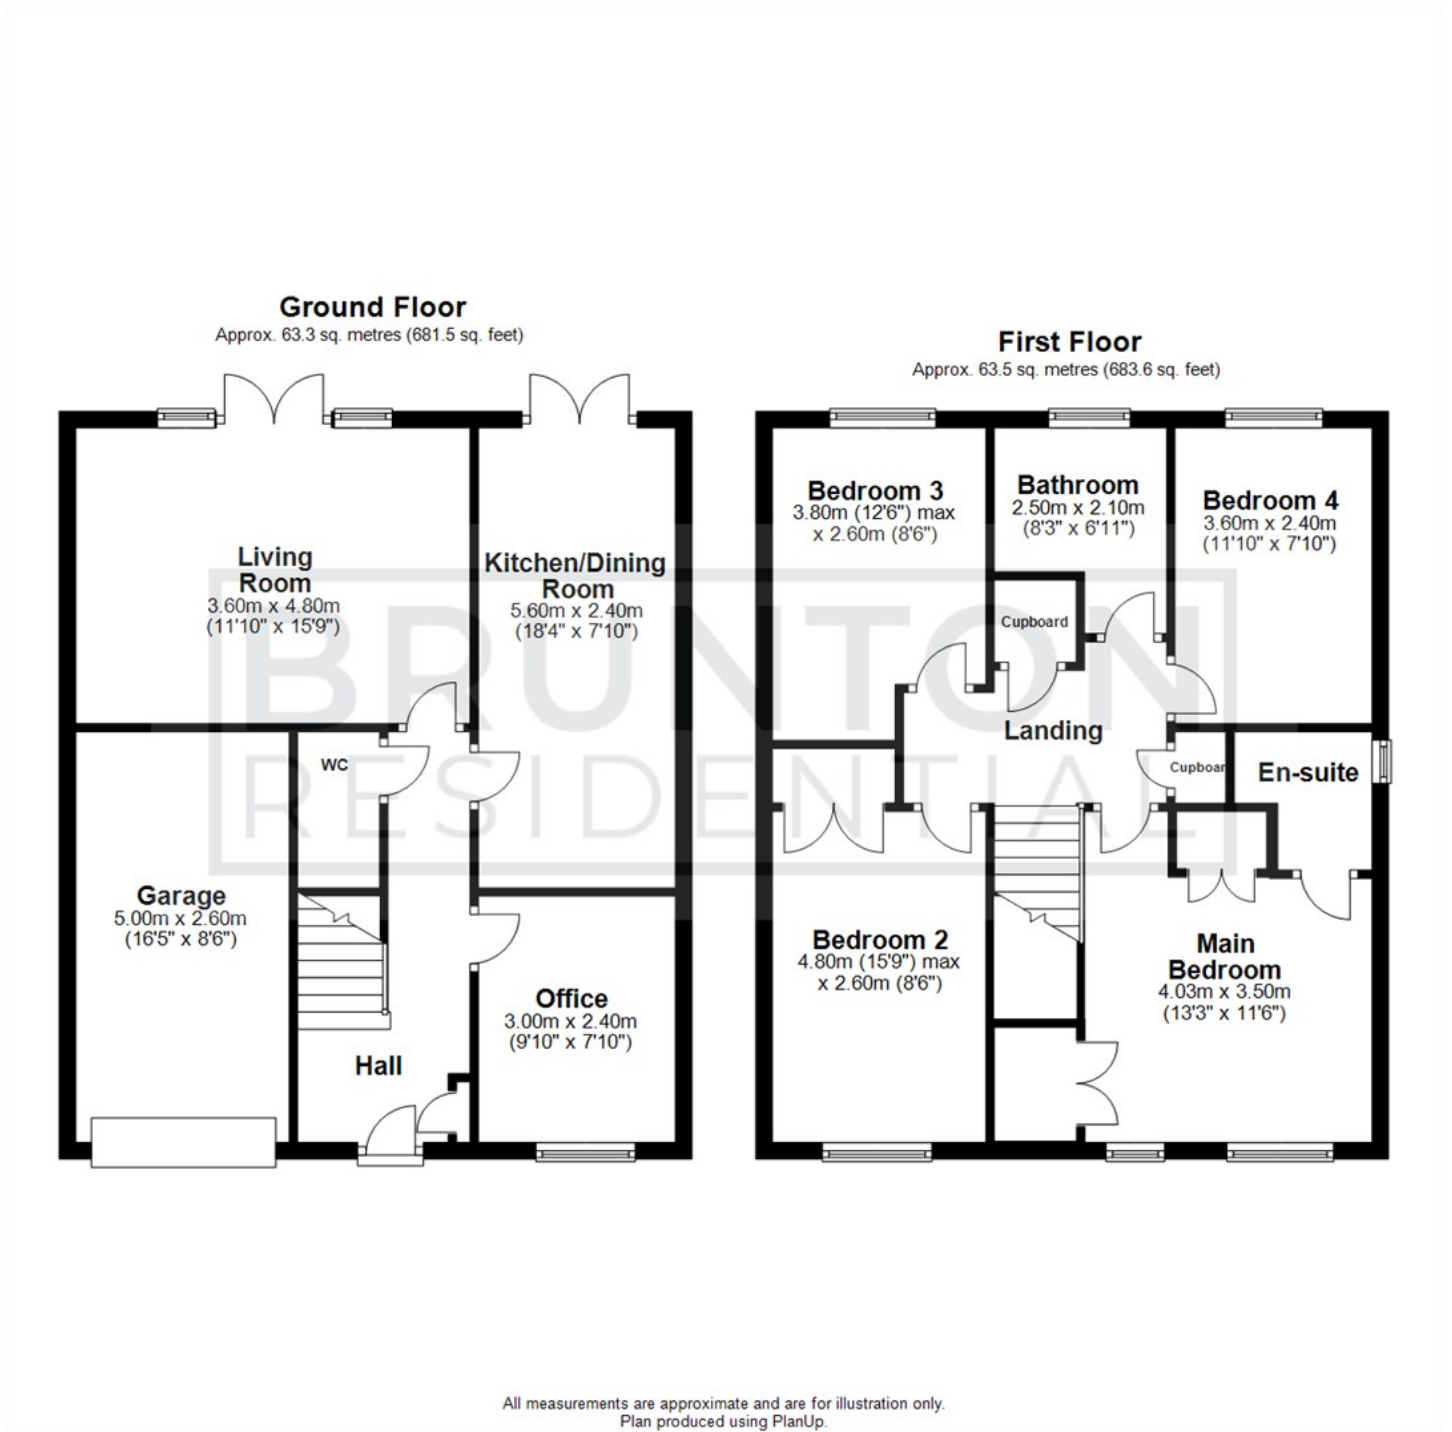 Ground Floor
Approx. 63.3 sq. metres (681.5 sq. feet)
Living
Room
3.60m x 4.80m
(11'10" x 15'9")
Kitchen/Dining
Room
5.60m x 2.40m
(18'4" x 7'10")
WC
Garage
5.00m x 2.60m
(16'5" x 8'6")
Office
3.00m x 2.40m
(9'10" x 7'10")
Hall
First Floor
Approx. 63.5 sq. metres (683.6 sq. feet)
Bedroom 3
3.80m (12'6") max
x 2.60m (8'6")
Bathroom
2.50m x 2.10m
(8'3" x 6'11")
Bedroom 4
3.60m x 2.40m
(11'10" x 7'10")
Cupboard
Landing
Cupboar
En-suite
Bedroom 2
4.80m (15'9") max
x 2.60m (8'6")
Main
Bedroom
4.03m x 3.50m
(13'3" x 11'6")
BRUNTON
RESIDENTIAL
All measurements are approximate and are for illustration only.
Plan produced using PlanUp.